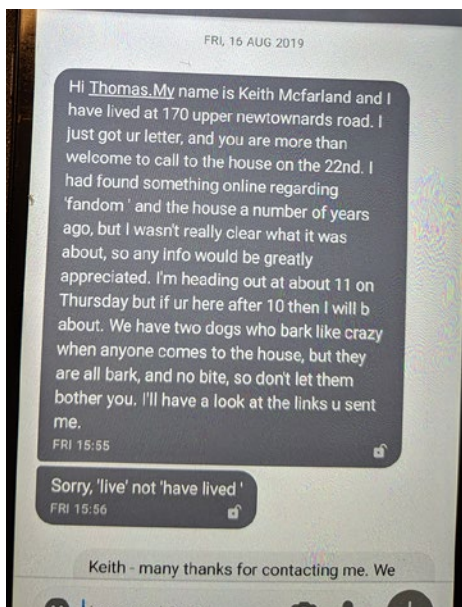 FRI, 16 AUG 2019
Hi Thomas.My name is Keith Mcfarland and I
have lived at 170 upper newtownards road. I
just got ur letter, and you are more than
welcome to call to the house on the 22nd. I
had found something online regarding
'fandom ' and the house a number of years
ago, but I wasn't really clear what it was
about, so any info would be greatly
appreciated. I'm heading out at about 11 on
Thursday but if ur here after 10 then I will b
about. We have two dogs who bark like crazy
when anyone comes to the house, but they
are all bark, and no bite, so don't let them
bother you. I'll have a look at the links u sent
me.
FRI 15:55
Sorry, 'live' not 'have lived '
FRI 15:56
Keith - many thanks for contacting me. We